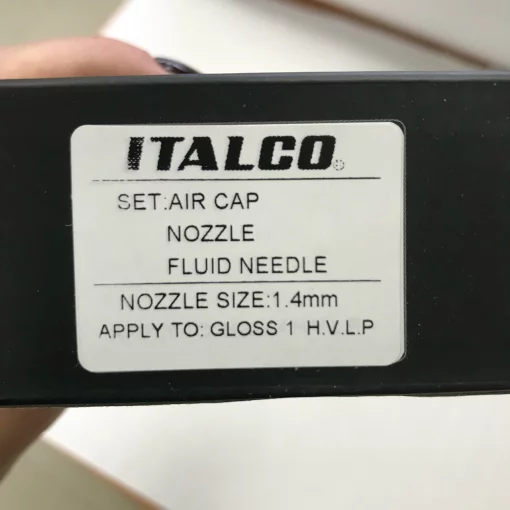 ITALCO®
SET:AIR CAP
NOZZLE
FLUID NEEDLE
NOZZLE SIZE:1.4mm
APPLY TO: GLOSS 1 H.V.L.P